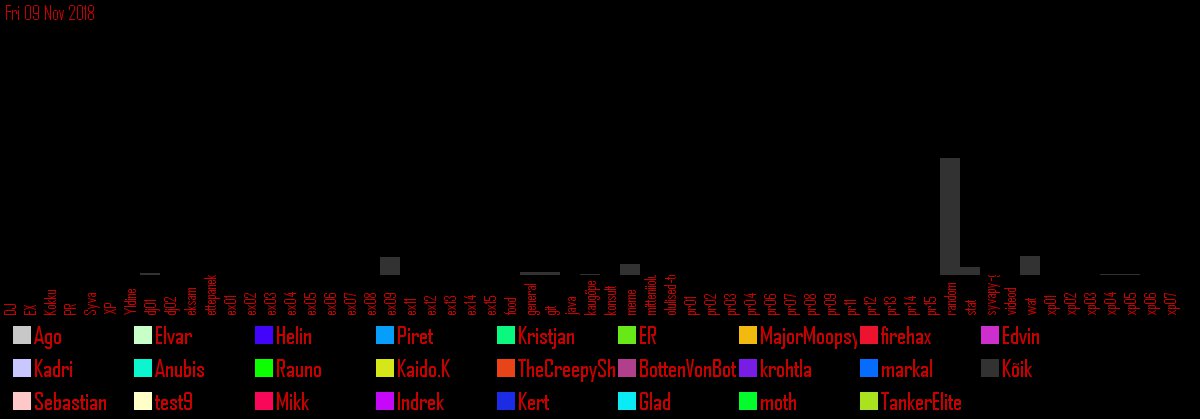 Fri 09 Nov 2018
DJ EX Kokku PR Syva XP Yldine dj01 dj02 eksam ettepanek ex01 ex02 ex03 ex04 ex05 ex06 ex07 ex08 ex09 ex11 ex12 ex13 ex14 ex15 food general git java kangõpe konsult meme mitteniloli. olulised-h pr01 pr02 pr03 pr04 pr06 pr07 pr08 pr09 pr11 pr12 pr13 pr14 pr15 random stat syvapy-g videod wat xp01 xp02 xp03 xp04 xp05 xp06 xp07
Ago Elvar Helin Piret Kristjan ER MajorMoopsy firehax Edvin
Kadri Anubis Rauno Kaido.K TheCreepySh BottenVonBot krohtla markal Kõik
Sebastian test9 Mikk Indrek Kert Glad moth TankerElite